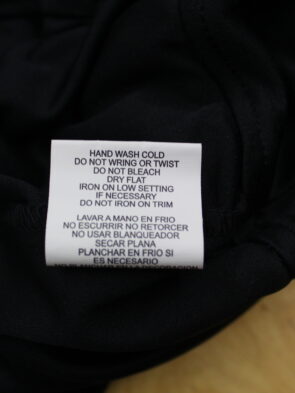 HAND WASH COLD
DO NOT WRING OR TWIST
DO NOT BLEACH
DRY FLAT
IRON ON LOW SETTING
IF NECESSARY
DO NOT IRON ON TRIM
LAVAR A MANO EN FRIO
NO ESCURRIR NO RETORCER
NO USAR BLANQUEADOR
SECAR PLANA
PLANCHAR EN FRIO SI
ES NECESARIO